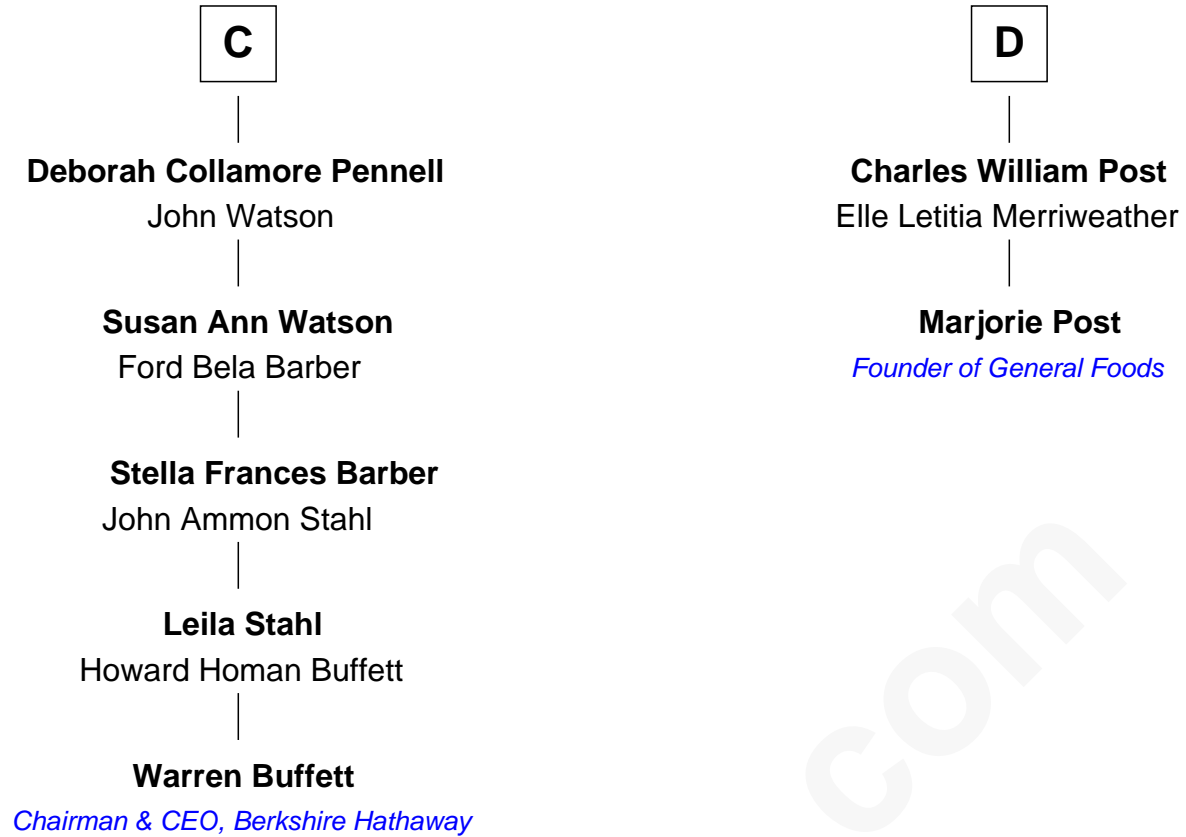 C
Deborah Collamore Pennell
John Watson
Susan Ann Watson
Ford Bela Barber
Stella Frances Barber
John Ammon Stahl
Leila Stahl
Howard Homan Buffett
Warren Buffett
Chairman & CEO, Berkshire Hathaway
D
Charles William Post
Elle Letitia Merriweather
Marjorie Post
Founder of General Foods
com